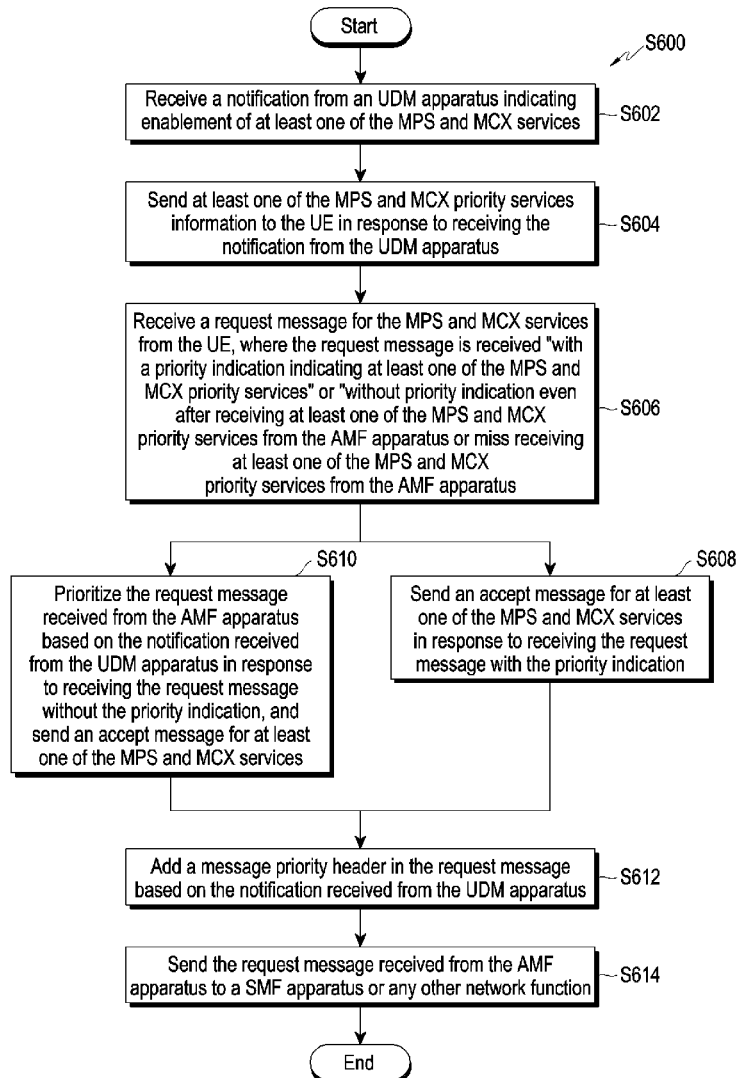 Start
S600
Receive a notification from an UDM apparatus indicating
enablement of at least one of the MPS and MCX services
S602
Send at least one of the MPS and MCX priority services
information to the UE in response to receiving the
notification from the UDM apparatus
S604
Receive a request message for the MPS and MCX services
from the UE, where the request message is received "with
a priority indication indicating at least one of the MPS and
MCX priority services" or "without priority indication even
after receiving at least one of the MPS and MCX
priority services from the AMF apparatus or miss receiving
at least one of the MPS and MCX
priority services from the AMF apparatus
S606
S610
Prioritize the request message
received from the AMF apparatus
based on the notification received
from the UDM apparatus in response
to receiving the request message
without the priority indication, and
send an accept message for at least
one of the MPS and MCX services
S608
Send an accept message for at least
one of the MPS and MCX services
in response to receiving the request
message with the priority indication
Add a message priority header in the request message
based on the notification received from the UDM apparatus
S612
Send the request message received from the AMF
apparatus to a SMF apparatus or any other network function
S614
End